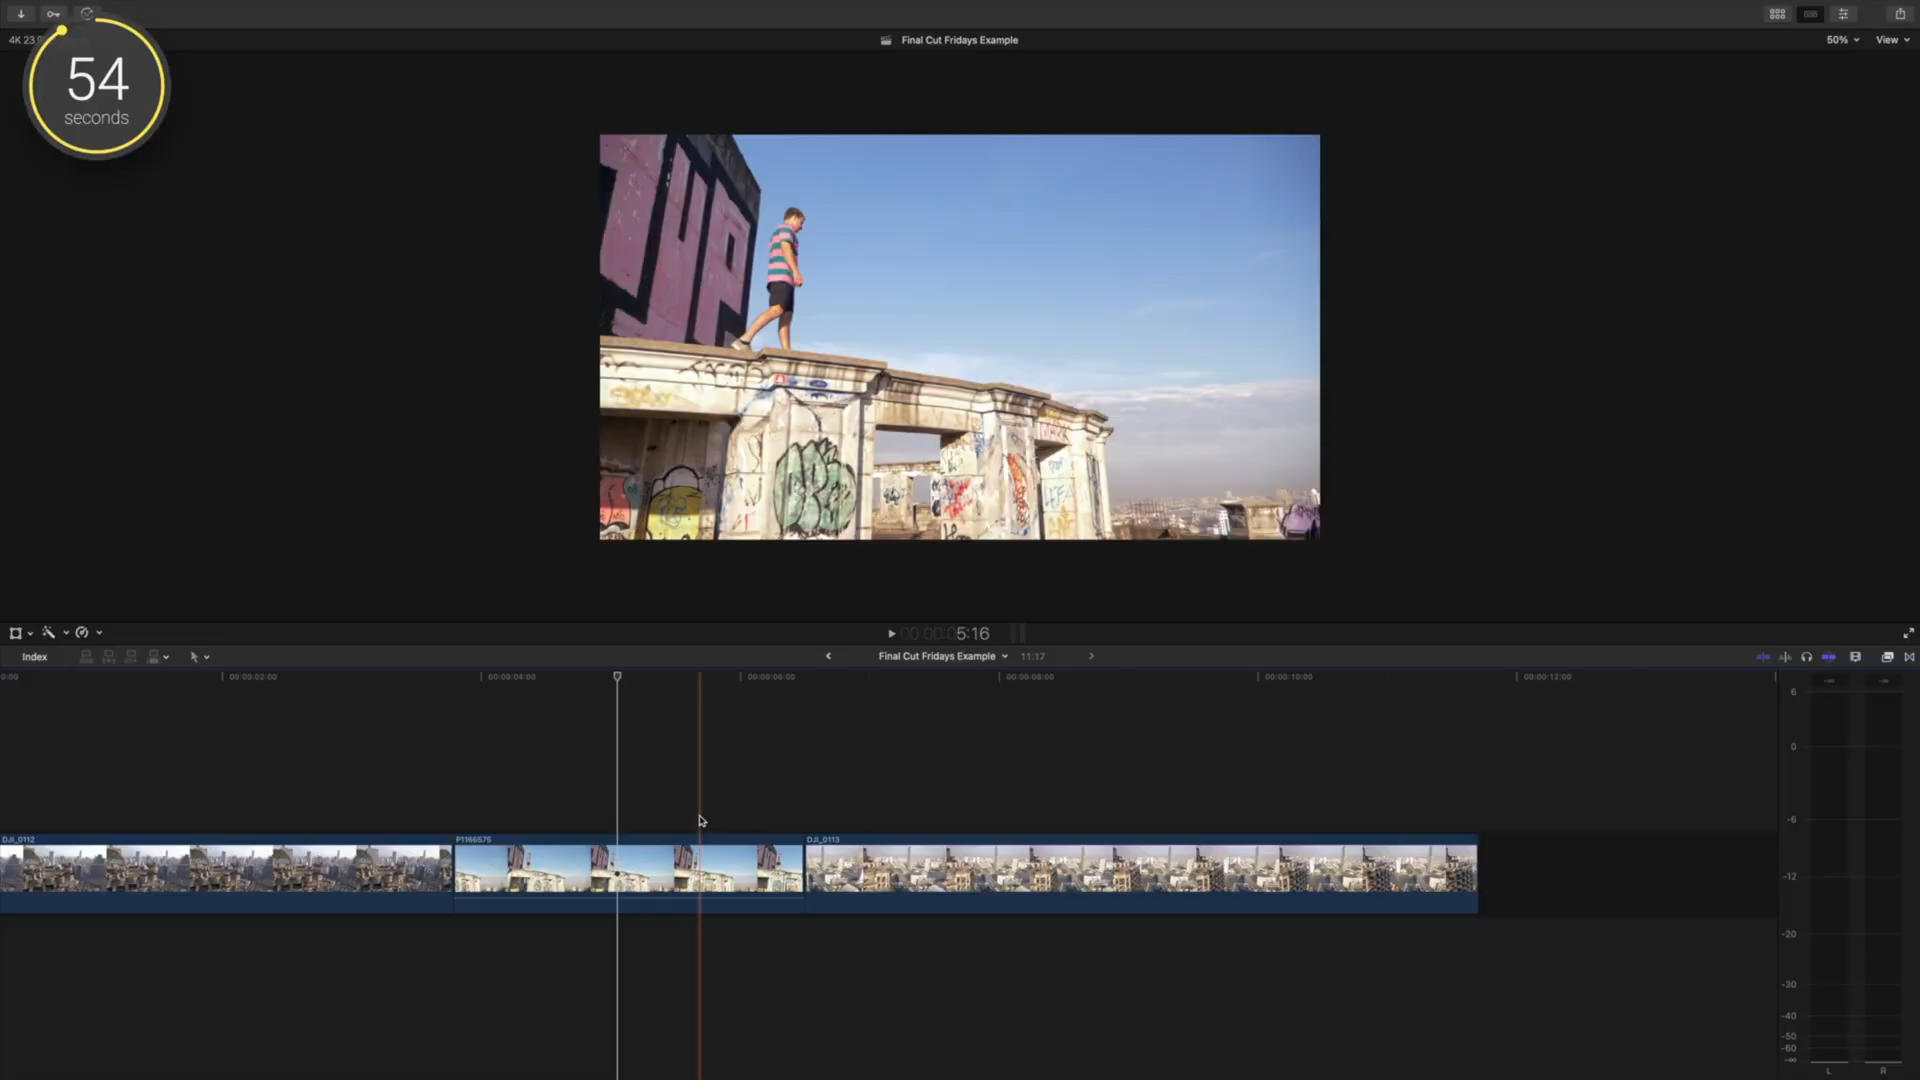 4K 23.9
Final Cut Fridays Example
50%
View
54
seconds
5:16
Index
Final Cut Fridays Example
11:17
00:00:02:00
00:00:04:00
00:00:06:00
00:00:08:00
00:00:10:00
00:00:12:00
DJI_0112
P1166575
DJI_0113
6
0
-6
-12
-20
-30
-40
-50
-60
-∞
L
R